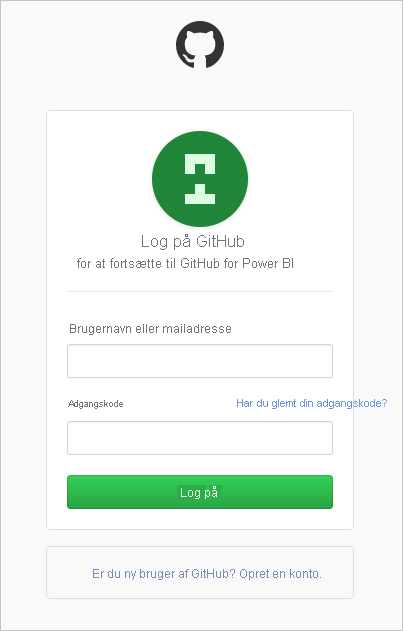 Log på GitHub
for at fortsætte til GitHub for Power BI
Brugernavn eller mailadresse
Adgangskode Har du glemt din adgangskode?
Log på
Er du ny bruger af GitHub? Opret en konto.